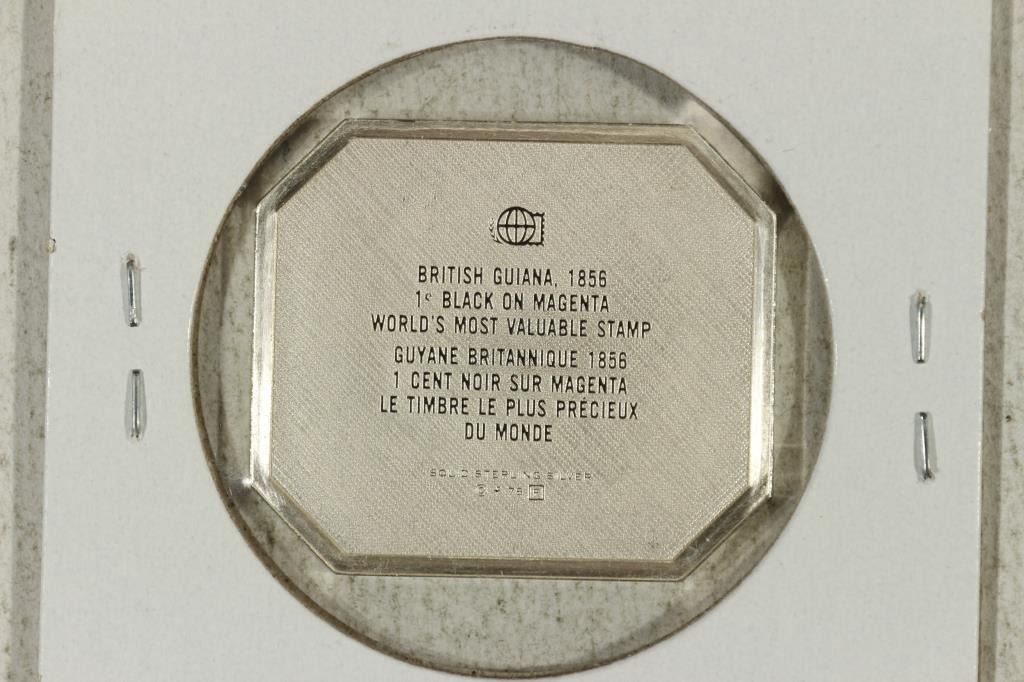 BRITISH GUIANA, 1856
1ᶜ BLACK ON MAGENTA
WORLD'S MOST VALUABLE STAMP
GUYANE BRITANNIQUE 1856
1 CENT NOIR SUR MAGENTA
LE TIMBRE LE PLUS PRÉCIEUX
DU MONDE
SOLID STERLING SILVER